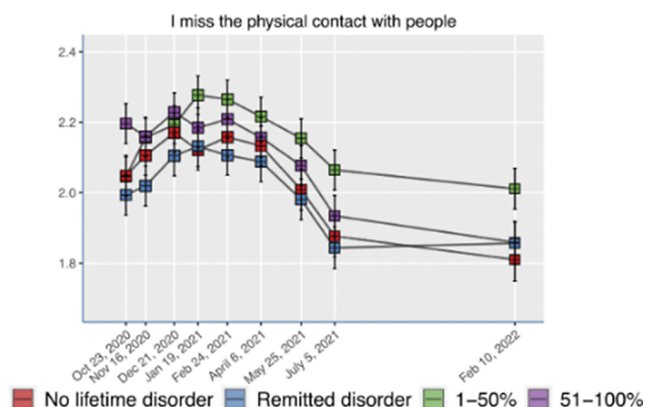 I miss the physical contact with people
2.4
2.2
2.0
1.8
Oct 23, 2020
Nov 16, 2020
Dec 21, 2020
Jan 19, 2021
Feb 24, 2021
April 6, 2021
May 25, 2021
July 5, 2021
Feb 10, 2022
No lifetime disorder Remitted disorder 1–50% 51–100%